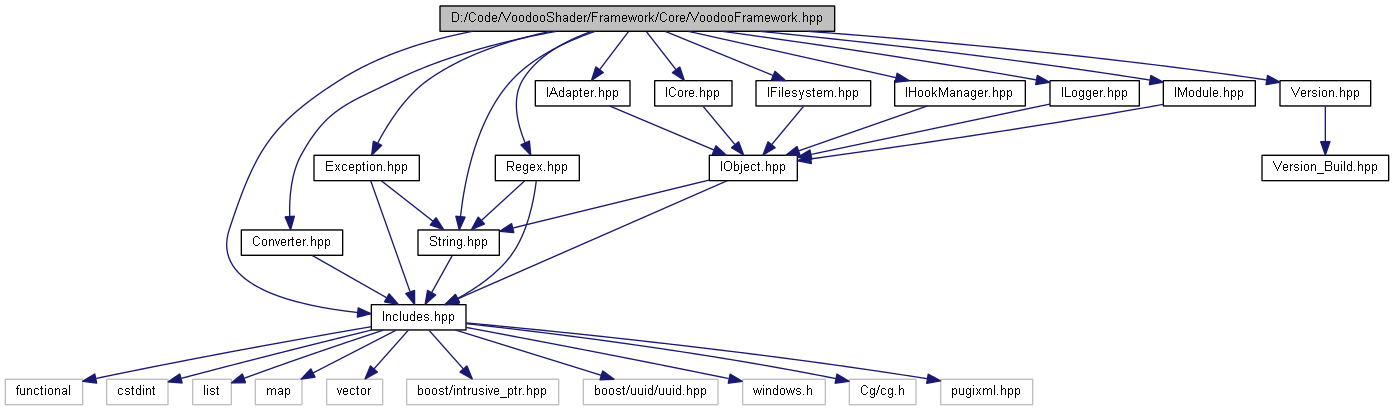 D:/Code/VoodooShader/Framework/Core/VoodooFramework.hpp
IAdapter.hpp
ICore.hpp
IFilesystem.hpp
IHookManager.hpp
ILogger.hpp
IModule.hpp
Version.hpp
Exception.hpp
Regex.hpp
IObject.hpp
Version_Build.hpp
Converter.hpp
String.hpp
Includes.hpp
functional
cstdint
list
map
vector
boost/intrusive_ptr.hpp
boost/uuid/uuid.hpp
windows.h
Cg/cg.h
pugixml.hpp